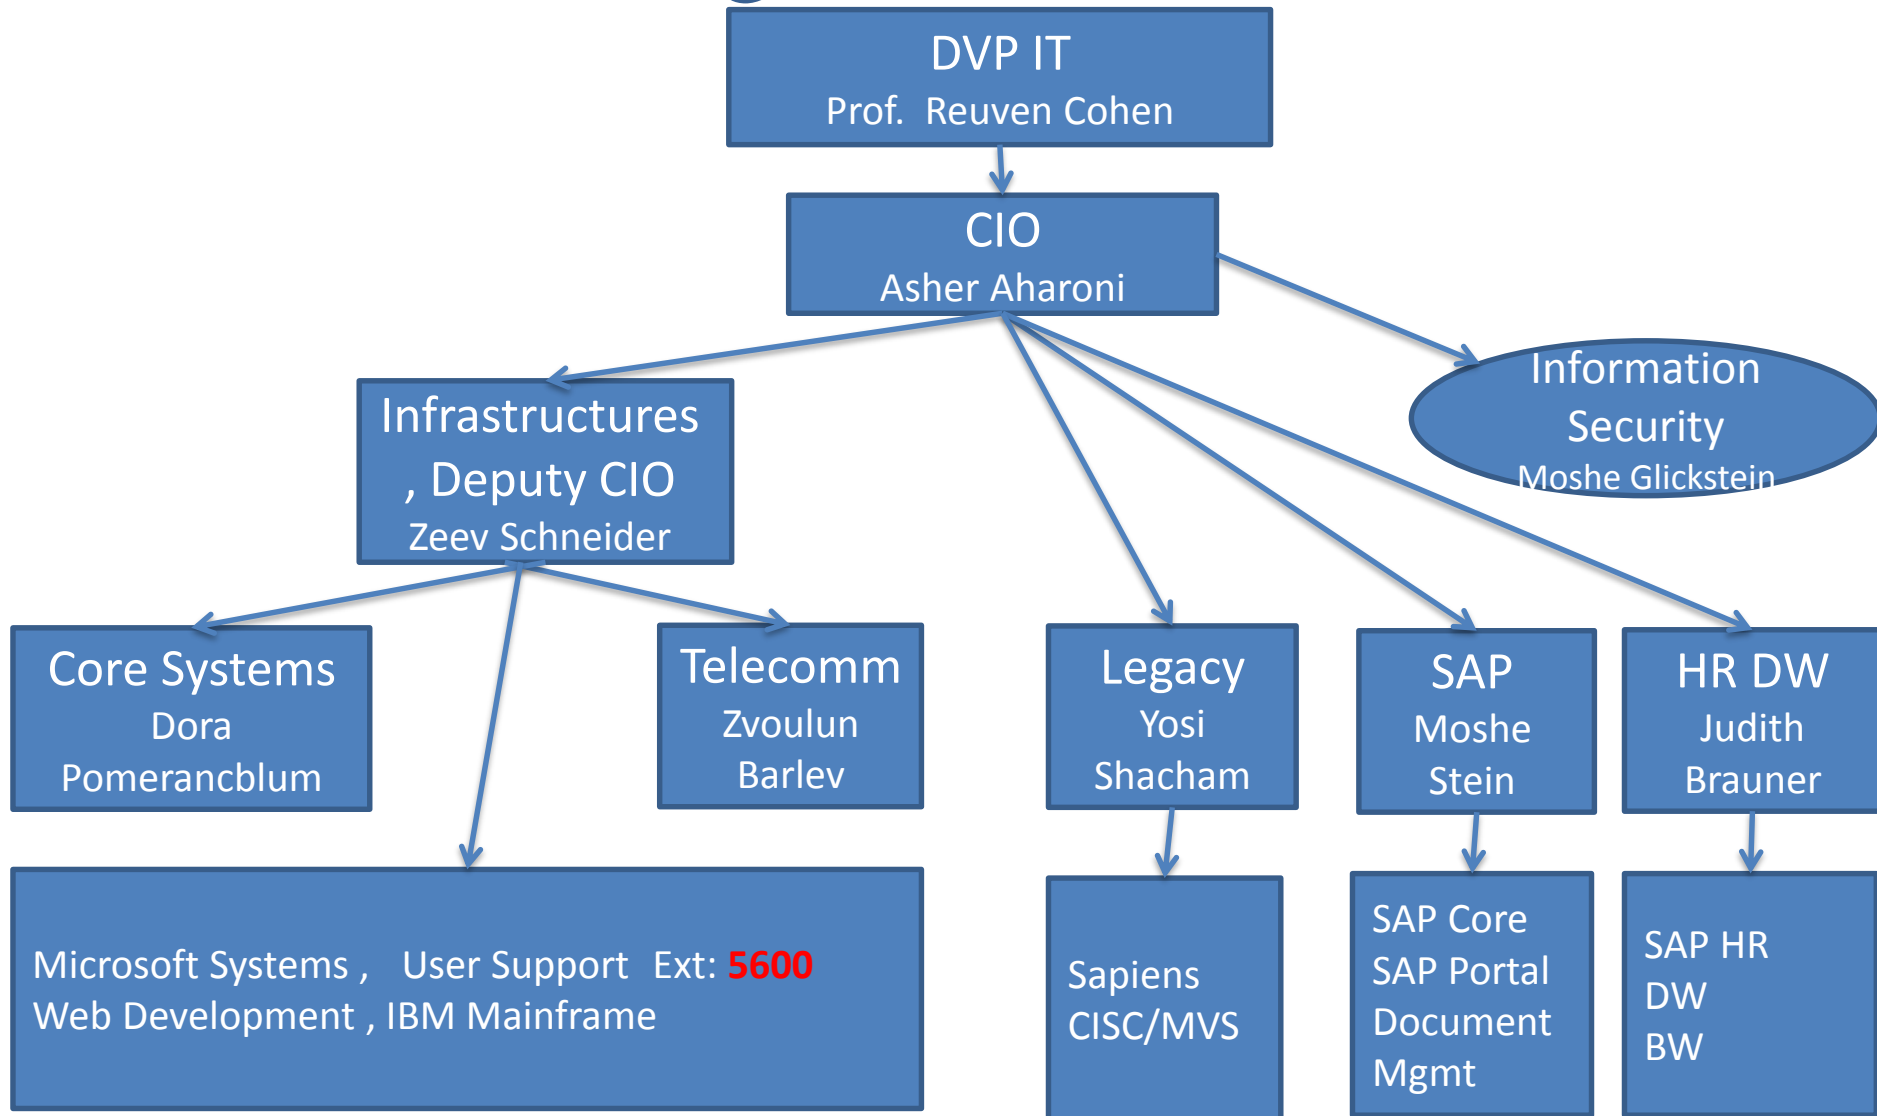 DVP IT
Prof. Reuven Cohen
CIO
Asher Aharoni
Information
Security
Moshe Glickstein
Infrastructures
, Deputy CIO
Zeev Schneider
Core Systems
Dora
Pomerancblum
Telecomm
Zvoulun
Barlev
Legacy
Yosi
Shacham
SAP
Moshe
Stein
HR DW
Judith
Brauner
Microsoft Systems , User Support Ext: 5600
Web Development , IBM Mainframe
Sapiens
CISC/MVS
SAP Core
SAP Portal
Document
Mgmt
SAP HR
DW
BW